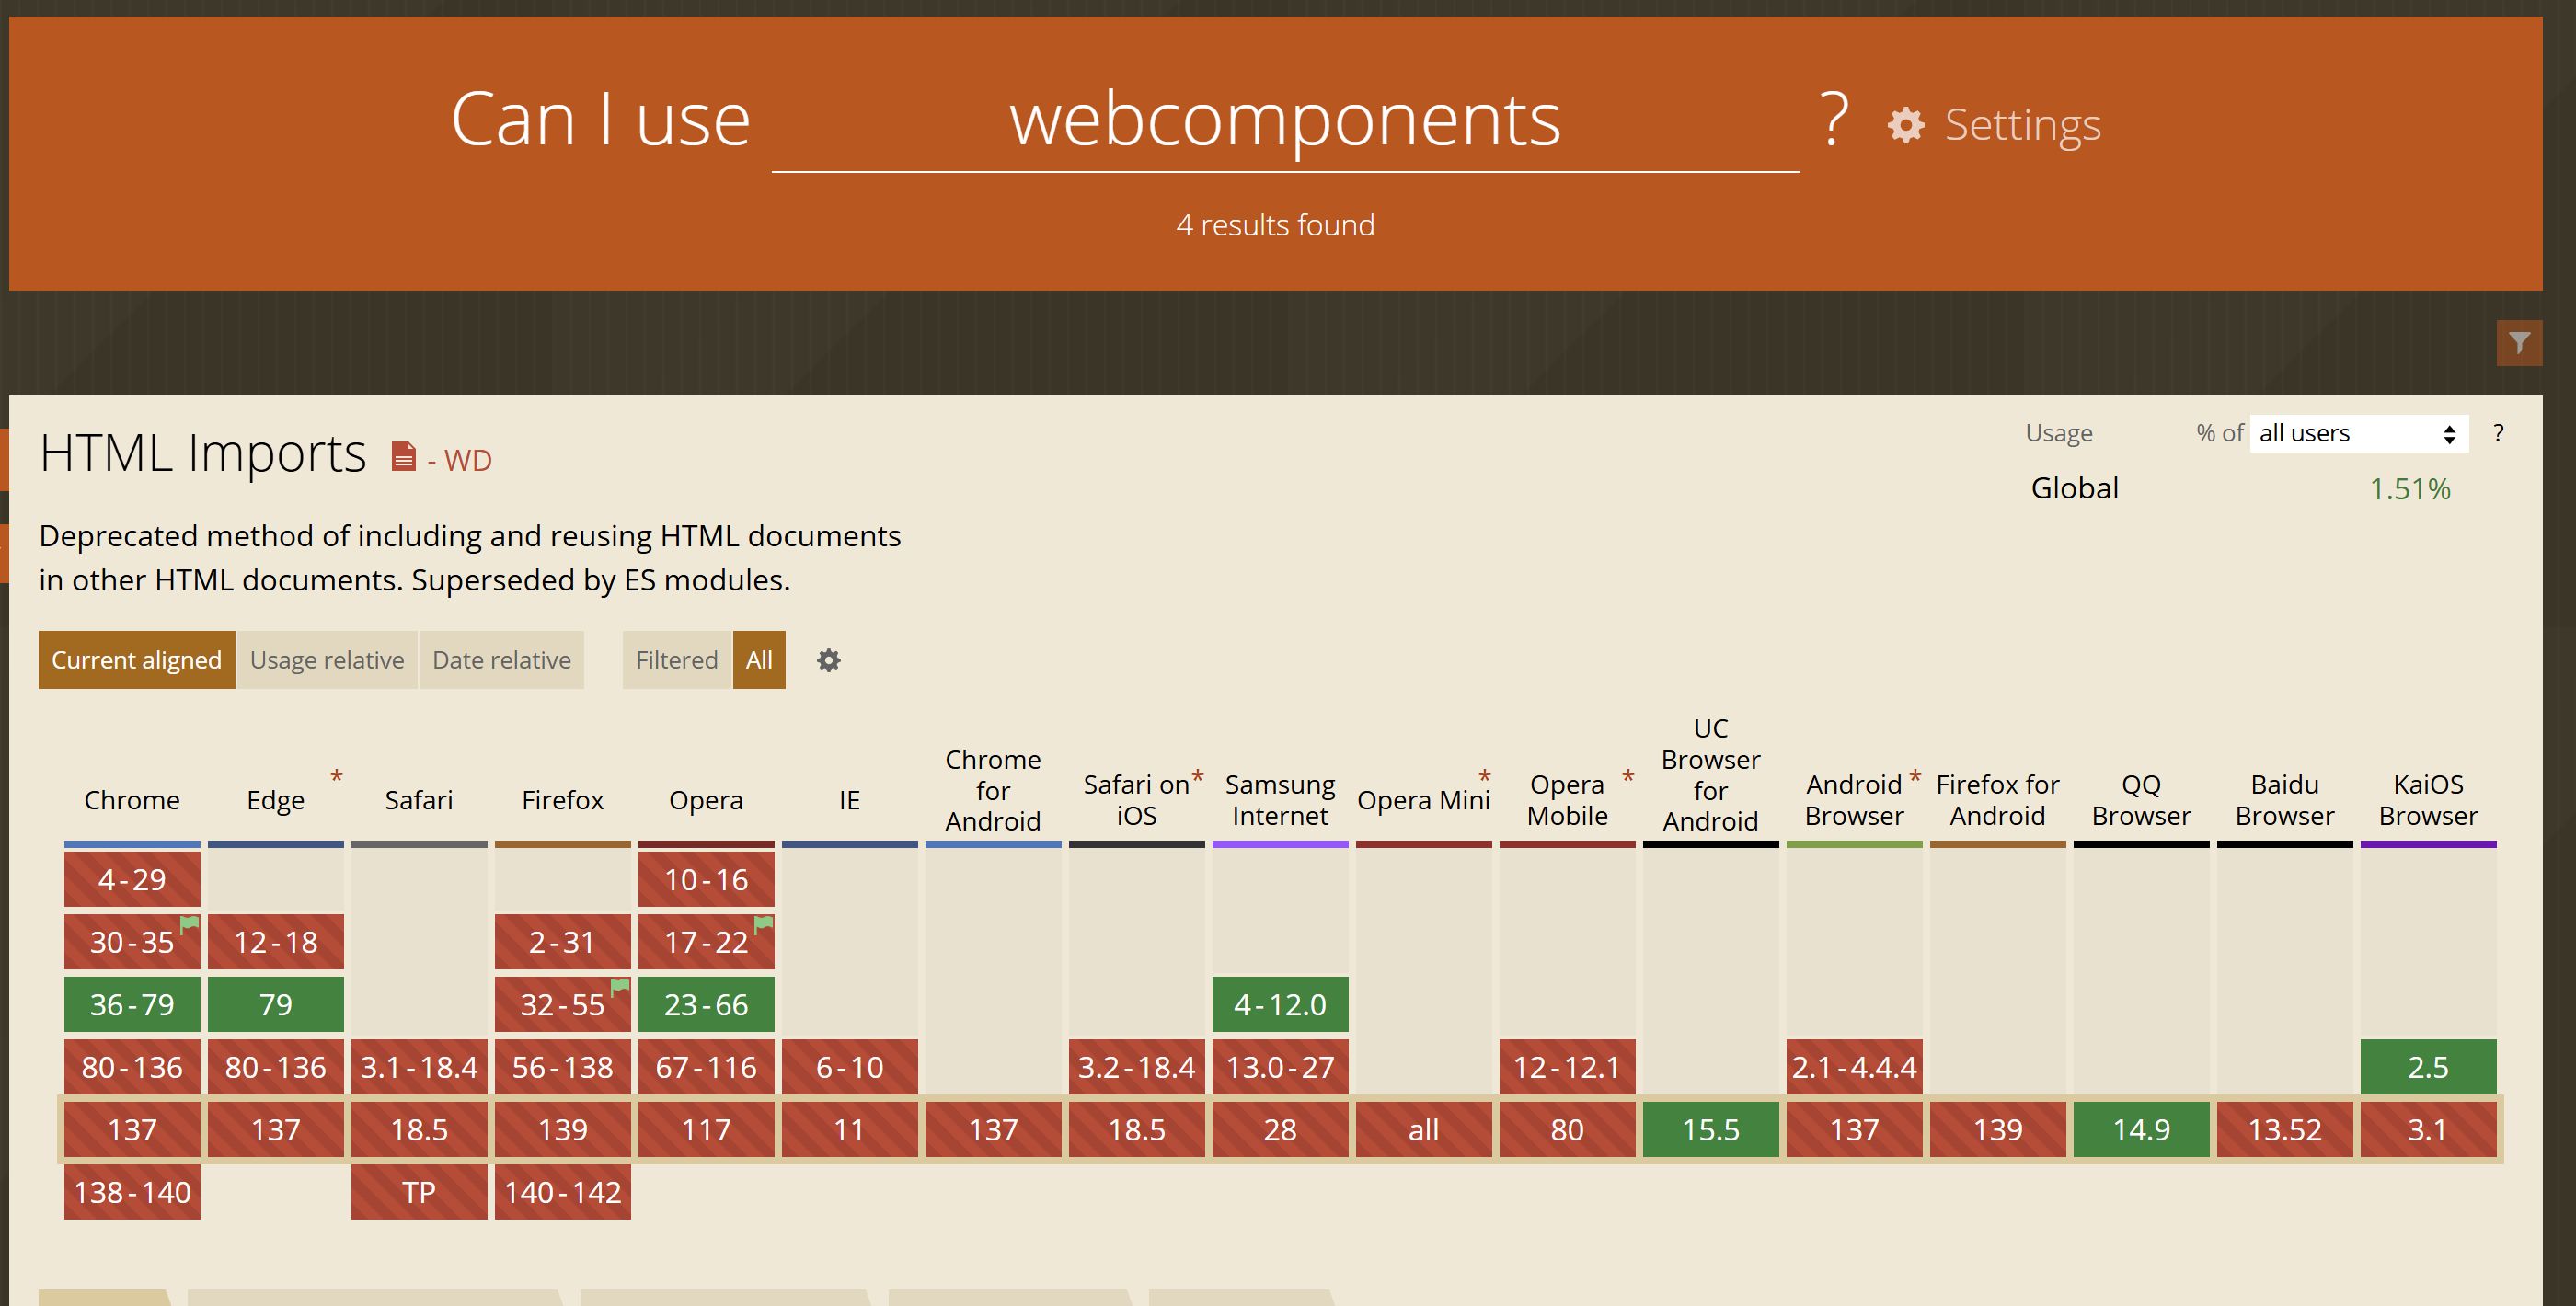 Can I use webcomponents ? Settings
4 results found
HTML Imports - WD
Usage % of all users ?
Global 1.51%
Deprecated method of including and reusing HTML documents
in other HTML documents. Superseded by ES modules.
Current aligned Usage relative Date relative Filtered All
Chrome
Edge *
Safari
Firefox
Opera
IE
Chrome
for
Android
Safari on *
iOS
Samsung
Internet
Opera Mini *
Opera *
Mobile
UC
Browser
for
Android
Android *
Browser
Firefox for
Android
QQ
Browser
Baidu
Browser
KaiOS
Browser
4-29 10-16
30-35 12-18 2-31 17-22
36-79 79 32-55 23-66 4-12.0
80-136 80-136 3.1-18.4 56-138 67-116 6-10 3.2-18.4 13.0-27 12-12.1 2.1-4.4.4 2.5
137 137 18.5 139 117 11 137 18.5 28 all 80 15.5 137 139 14.9 13.52 3.1
138-140 TP 140-142